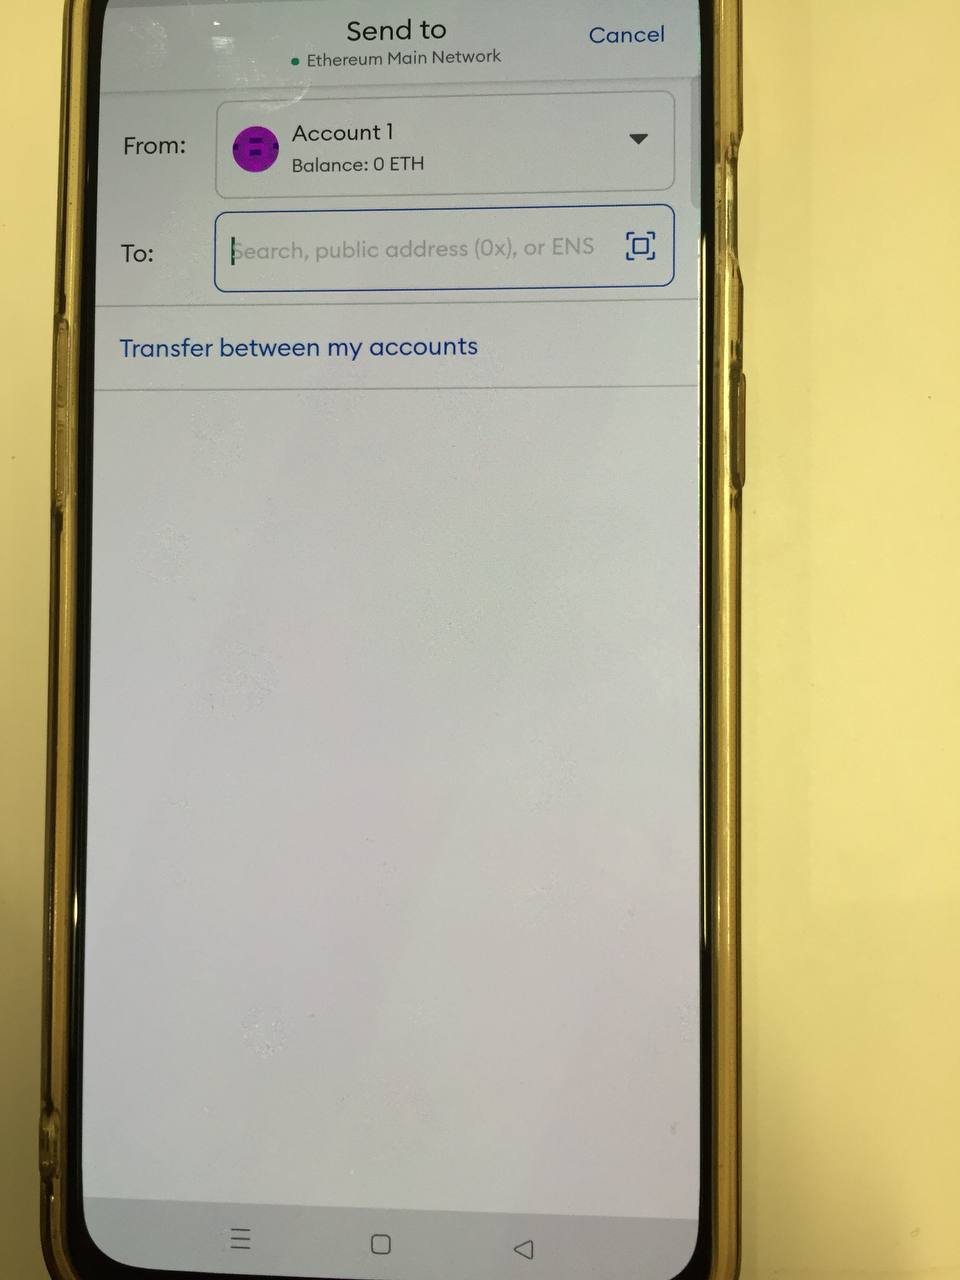 Send to
Cancel
Ethereum Main Network
From:
Account 1
Balance: 0 ETH
To:
Search, public address (0x), or ENS
Transfer between my accounts